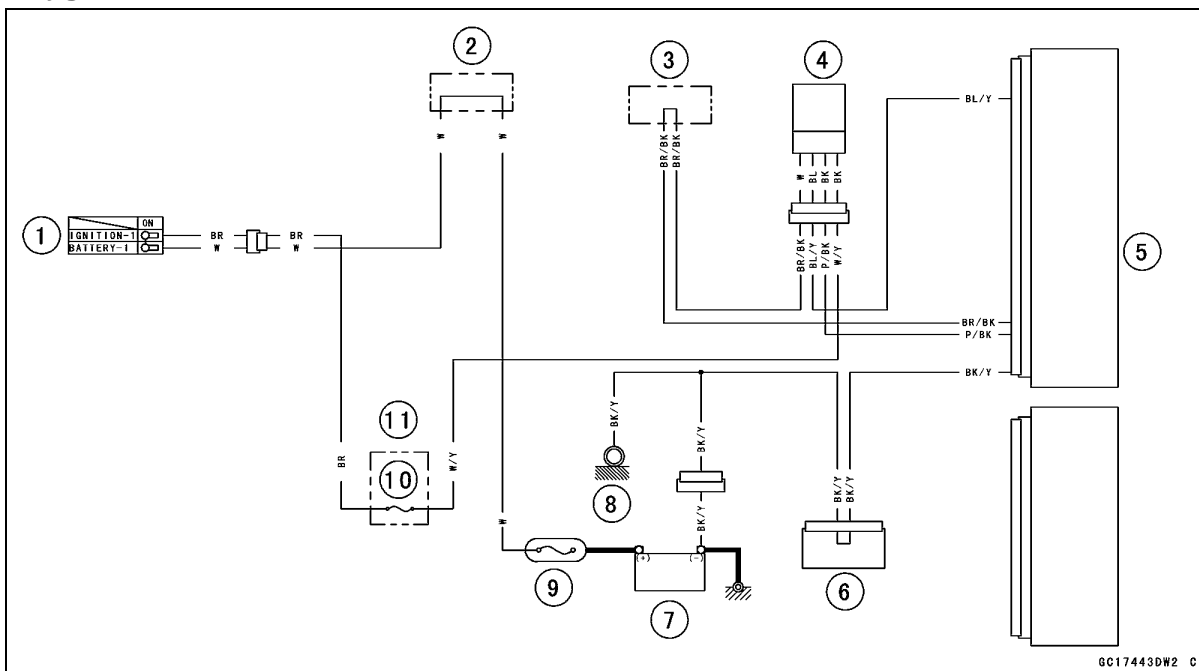 2
3
4
BL/Y
W
W
BR/BK
BR/BK
W
BL
BK
BK
1
ON
IGNITION-1
BATTERY-1
BR
W
BR
W
BR/BK
BL/Y
P/BK
W/Y
5
BR/BK
P/BK
BK/Y
BK/Y
BK/Y
11
BR
10
W/Y
8
BK/Y
BK/Y
BK/Y
W
(+)
(-)
9
7
6
GC17443DW2 C